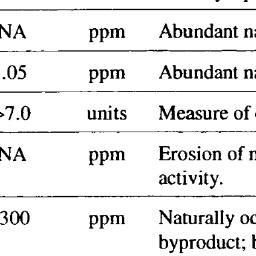 NA ppm Abundant na
.05 ppm Abundant na
>7.0 units Measure of
NA ppm Erosion of n
activity.
300 ppm Naturally oc
byproduct; b